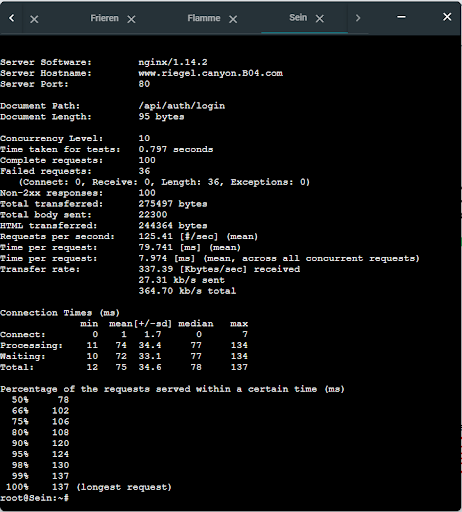 Frieren Flamme Sein
Server Software: nginx/1.14.2
Server Hostname: www.riegel.canyon.B04.com
Server Port: 80
Document Path: /api/auth/login
Document Length: 95 bytes
Concurrency Level: 10
Time taken for tests: 0.797 seconds
Complete requests: 100
Failed requests: 36
(Connect: 0, Receive: 0, Length: 36, Exceptions: 0)
Non-2xx responses: 100
Total transferred: 275497 bytes
Total body sent: 22300
HTML transferred: 244364 bytes
Requests per second: 125.41 [#/sec] (mean)
Time per request: 79.741 [ms] (mean)
Time per request: 7.974 [ms] (mean, across all concurrent requests)
Transfer rate: 337.39 [Kbytes/sec] received
27.31 kb/s sent
364.70 kb/s total
Connection Times (ms)
min mean[+/-sd] median max
Connect: 0 1 1.7 0 7
Processing: 11 74 34.4 77 134
Waiting: 10 72 33.1 77 134
Total: 12 75 34.6 78 137
Percentage of the requests served within a certain time (ms)
50% 78
66% 102
75% 106
80% 108
90% 120
95% 124
98% 130
99% 137
100% 137 (longest request)
root@Sein:~#